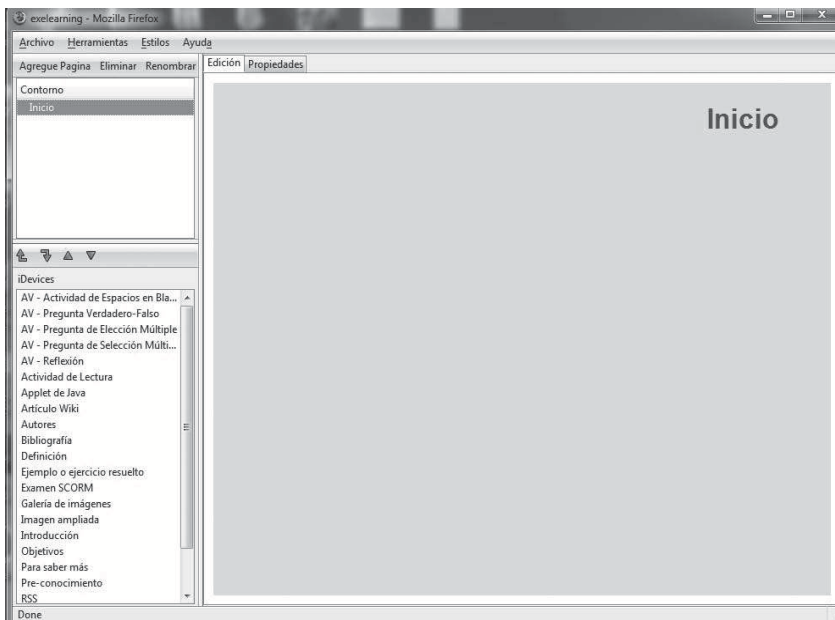 exelearning - Mozilla Firefox
Archivo Herramientas Estilos Ayuda
Agregue Pagina Eliminar Renombrar
Edición Propiedades
Contorno
Inicio
Inicio
iDevices
AV - Actividad de Espacios en Bla...
AV - Pregunta Verdadero-Falso
AV - Pregunta de Elección Múltiple
AV - Pregunta de Selección Múlti...
AV - Reflexión
Actividad de Lectura
Applet de Java
Artículo Wiki
Autores
Bibliografía
Definición
Ejemplo o ejercicio resuelto
Examen SCORM
Galería de imágenes
Imagen ampliada
Introducción
Objetivos
Para saber más
Pre-conocimiento
RSS
Done